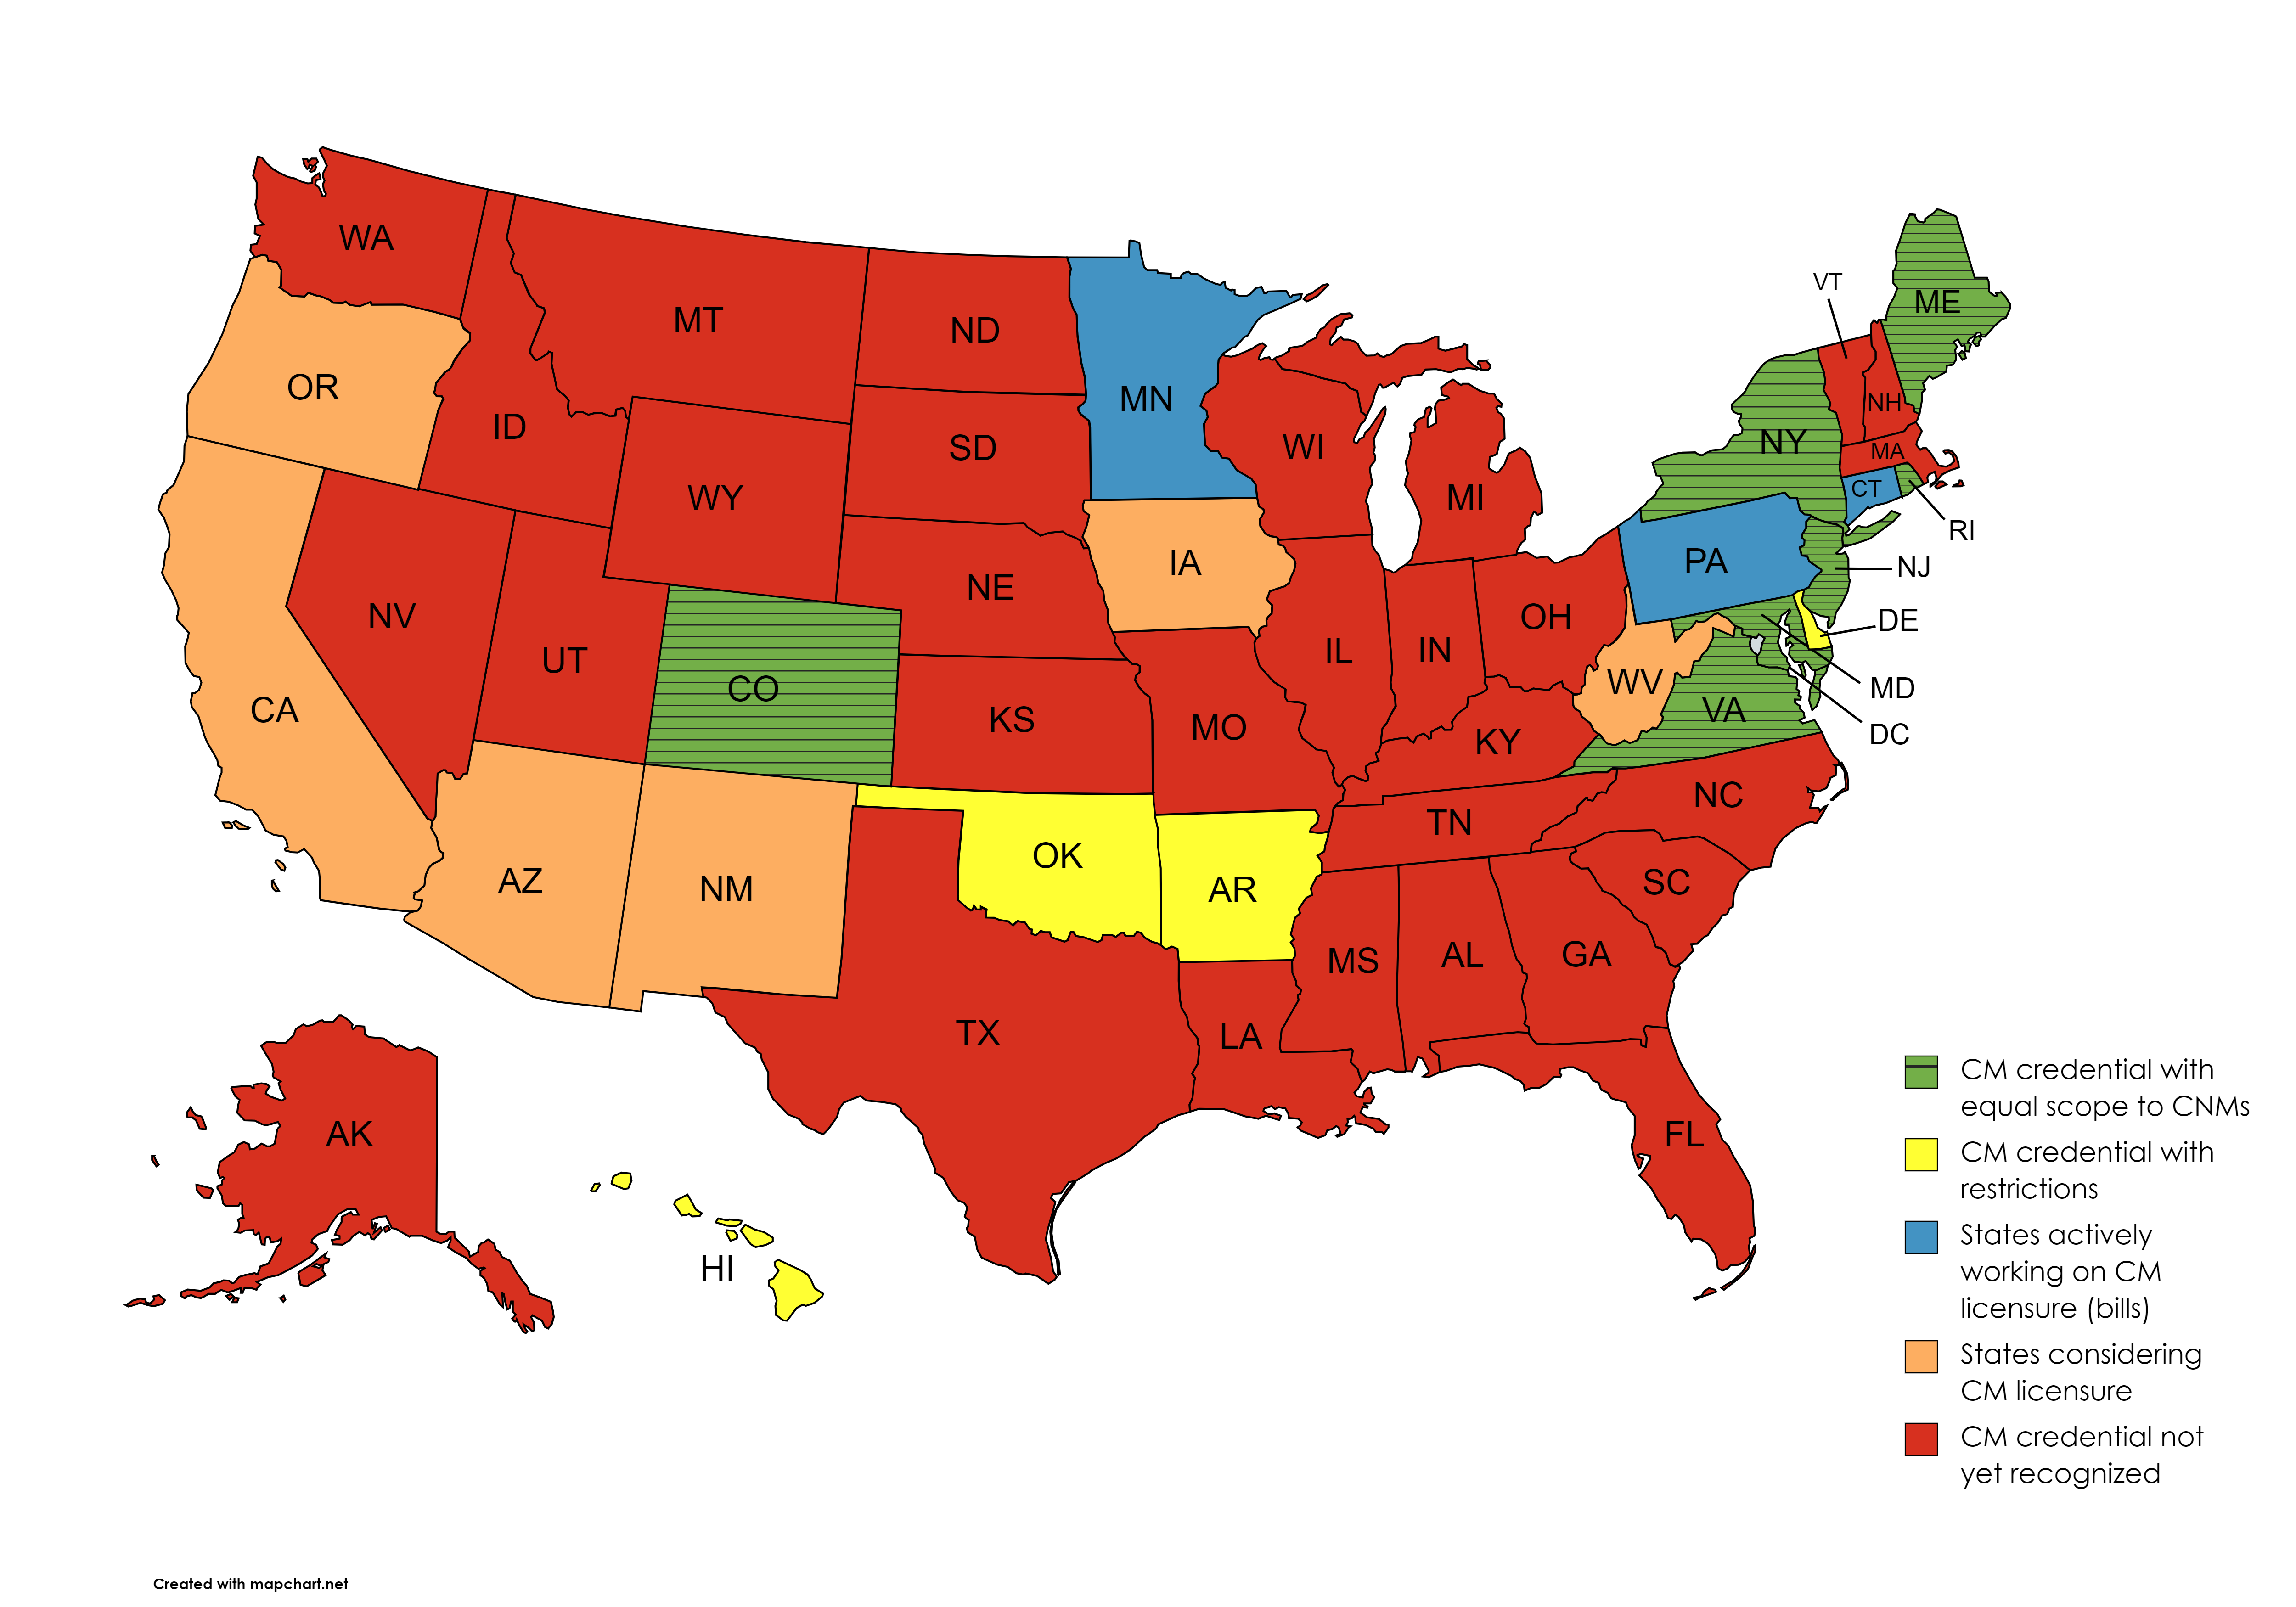 WA
OR
CA
NV
ID
MT
WY
UT
CO
AZ
NM
ND
SD
NE
KS
OK
TX
MN
IA
MO
AR
LA
WI
IL
MI
IN
OH
KY
TN
MS
AL
GA
FL
SC
NC
VA
WV
PA
NY
VT
NH
ME
MA
CT
RI
NJ
DE
MD
DC
AK
HI
CM credential with
equal scope to CNMs
CM credential with
restrictions
States actively
working on CM
licensure (bills)
States considering
CM licensure
CM credential not
yet recognized
Created with mapchart.net